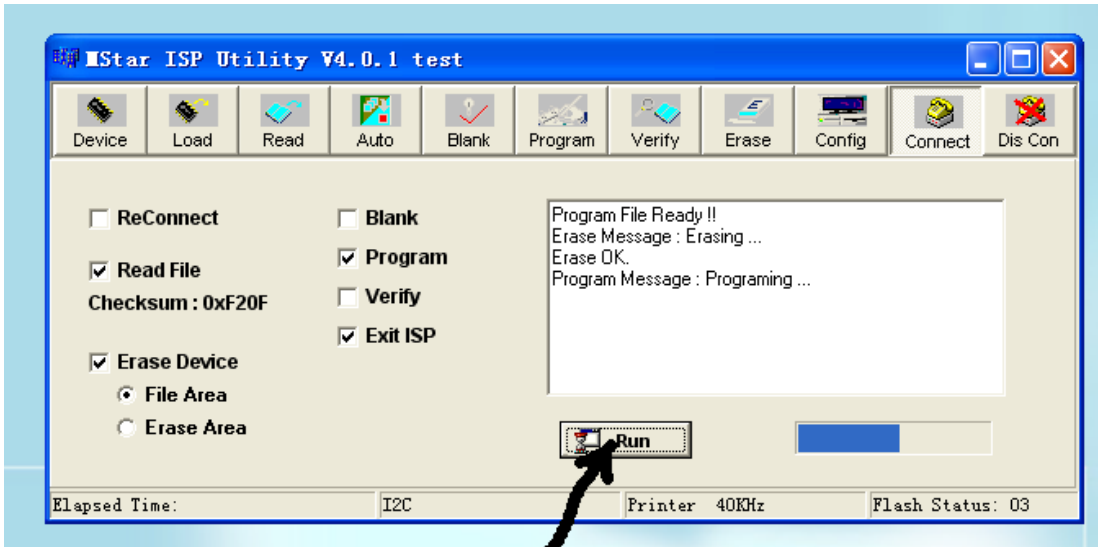 MStar ISP Utility V4.0.1 test
Device Load Read Auto Blank Program Verify Erase Config Connect Dis Con
ReConnect
Read File
Checksum : 0xF20F
Erase Device
File Area
Erase Area
Blank
Program
Verify
Exit ISP
Program File Ready !!
Erase Message : Erasing ...
Erase OK.
Program Message : Programing ...
Run
Elapsed Time: I2C Printer 40KHz Flash Status: 03